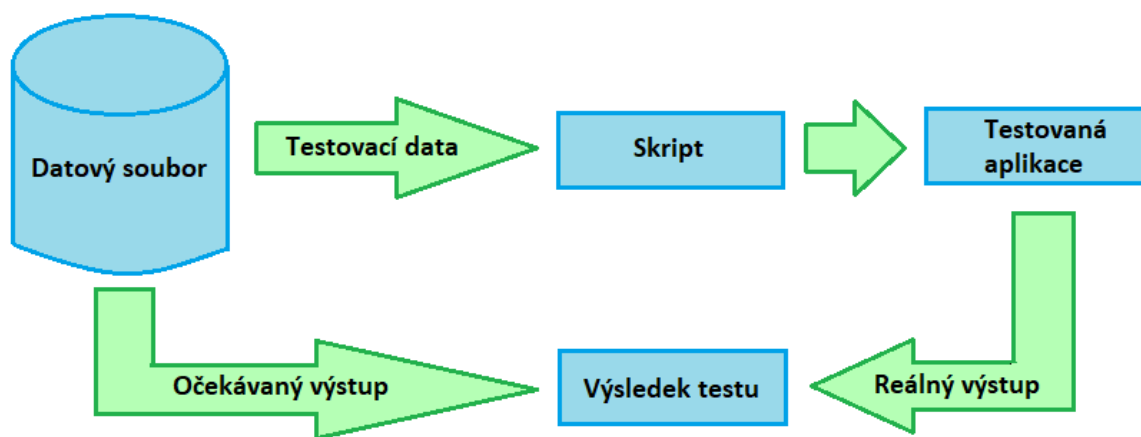 Datový soubor
Testovací data
Skript
Testovaná
aplikace
Očekávaný výstup
Výsledek testu
Reálný výstup